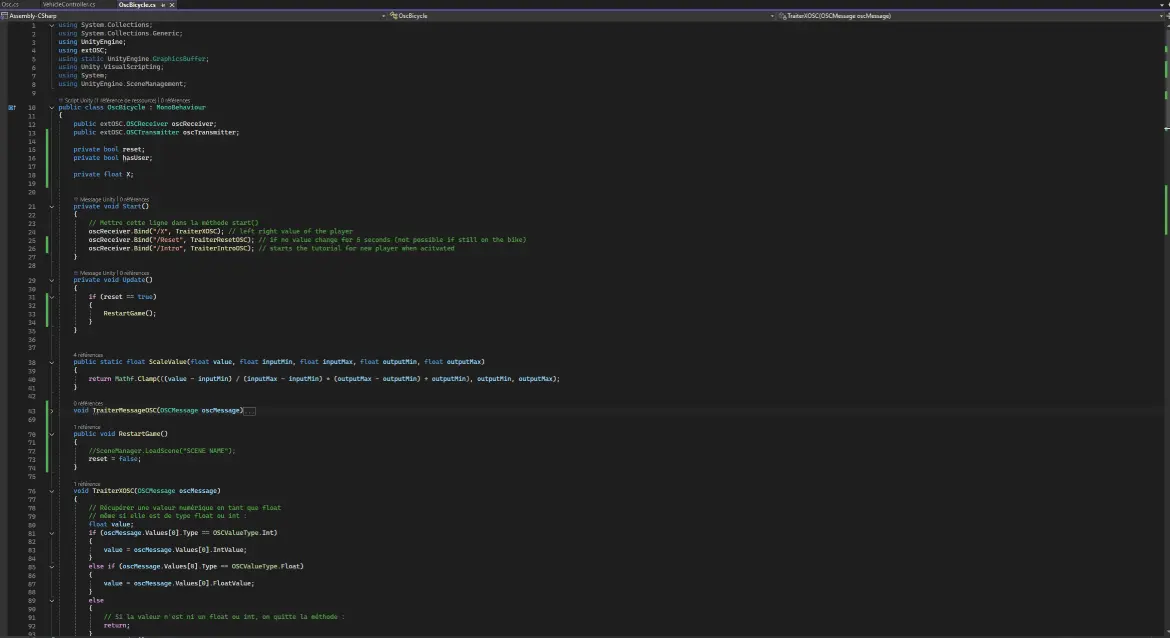 Osc.cs VehicleController.cs OscBicycle.cs
Assembly-CSharp OscBicycle TraiterXOSC(OSCMessage oscMessage)
1 using System.Collections;
2 using System.Collections.Generic;
3 using UnityEngine;
4 using extOSC;
5 using static UnityEngine.GraphicsBuffer;
6 using Unity.VisualScripting;
7 using System;
8 using UnityEngine.SceneManagement;
9
Script Unity (1 référence de ressource) | 0 références
10 public class OscBicycle : MonoBehaviour
11 {
12 public extOSC.OSCReceiver oscReceiver;
13 public extOSC.OSCTransmitter oscTransmitter;
14
15 private bool reset;
16 private bool hasUser;
17
18 private float X;
19
20
Message Unity | 0 références
21 private void Start()
22 {
23 // Mettre cette ligne dans la méthode start()
24 oscReceiver.Bind("/X", TraiterXOSC); // left right value of the player
25 oscReceiver.Bind("/Reset", TraiterResetOSC); // if no value change for 5 seconds (not possible if still on the bike)
26 oscReceiver.Bind("/Intro", TraiterIntroOSC); // starts the tutorial for new player when acitvated
27 }
28
Message Unity | 0 références
29 private void Update()
30 {
31 if (reset == true)
32 {
33 RestartGame();
34 }
35 }
36
37
4 références
38 public static float ScaleValue(float value, float inputMin, float inputMax, float outputMin, float outputMax)
39 {
40 return Mathf.Clamp(((value - inputMin) / (inputMax - inputMin) * (outputMax - outputMin) + outputMin), outputMin, outputMax);
41 }
42
0 références
43 void TraiterMessageOSC(OSCMessage oscMessage)...
69
1 référence
70 public void RestartGame()
71 {
72 //SceneManager.LoadScene("SCENE NAME");
73 reset = false;
74 }
75
1 référence
76 void TraiterXOSC(OSCMessage oscMessage)
77 {
78 // Récupérer une valeur numérique en tant que float
79 // même si elle est de type float ou int :
80 float value;
81 if (oscMessage.Values[0].Type == OSCValueType.Int)
82 {
83 value = oscMessage.Values[0].IntValue;
84 }
85 else if (oscMessage.Values[0].Type == OSCValueType.Float)
86 {
87 value = oscMessage.Values[0].FloatValue;
88 }
89 else
90 {
91 // Si la valeur n'est ni un float ou int, on quitte la méthode :
92 return;
93 }